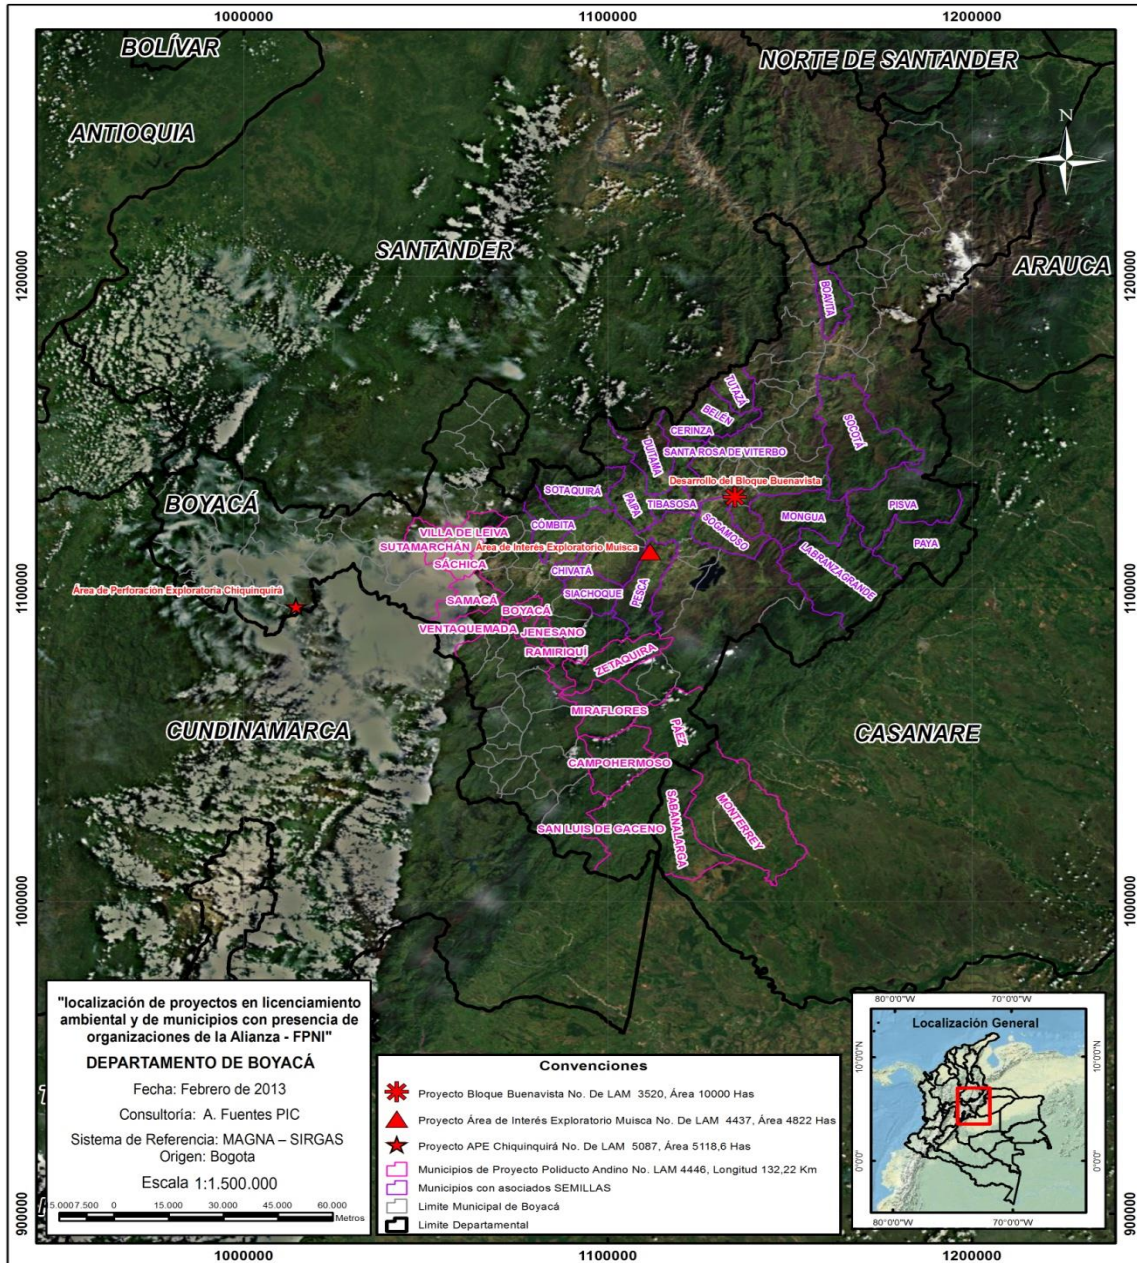 1000000
1100000
1200000
BOLÍVAR
NORTE DE SANTANDER
ANTIOQUIA
N
SANTANDER
ARAUCA
1200000
1200000
BOAVITA
TUTAZÁ
BELÉN
CERINZA
SOCOTÁ
DUITAMA
SANTA ROSA DE VITERBO
Desarrollo del Bloque Buenavista
SOTAQUIRÁ
BOYACÁ
PAIPA
TIBASOSA
PISVA
MONGUA
SOGAMOSO
CÓMBITA
VILLA DE LEIVA
SUTAMARCHÁN
Área de Interés Exploratorio Muisca
PAYA
LABRANZAGRANDE
SÁCHICA
CHIVATÁ
Área de Perforación Exploratoria Chiquinquirá
SIACHOQUE
PESCA
1100000
1100000
SAMACÁ
BOYACÁ
VENTAQUEMADA
JENESANO
RAMIRIQUÍ
ZETAQUIRA
MIRAFLORES
PAEZ
CUNDINAMARCA
CASANARE
CAMPOHERMOSO
SABANALARGA
MONTERREY
SAN LUIS DE GACENO
1000000
1000000
"localización de proyectos en licenciamiento
ambiental y de municipios con presencia de
organizaciones de la Alianza - FPNI"
DEPARTAMENTO DE BOYACÁ
Fecha: Febrero de 2013
Consultoría: A. Fuentes PIC
Sistema de Referencia: MAGNA – SIRGAS
Origen: Bogota
Escala 1:1.500.000
15.0007.500 0 15.000 30.000 45.000 60.000
Metros
Convenciones
Proyecto Bloque Buenavista No. De LAM 3520, Área 10000 Has
Proyecto Área de Interés Exploratorio Muisca No. De LAM 4437, Área 4822 Has
Proyecto APE Chiquinquirá No. De LAM 5087, Área 5118,6 Has
Municipios de Proyecto Poliducto Andino No. LAM 4446, Longitud 132,22 Km
Municipios con asociados SEMILLAS
Limite Municipal de Boyacá
Limite Departamental
80°0'0"W 70°0'0"W
Localización General
10°0'0"N
10°0'0"N
0°0'0"
0°0'0"
80°0'0"W 70°0'0"W
900000
900000
1000000
1100000
1200000